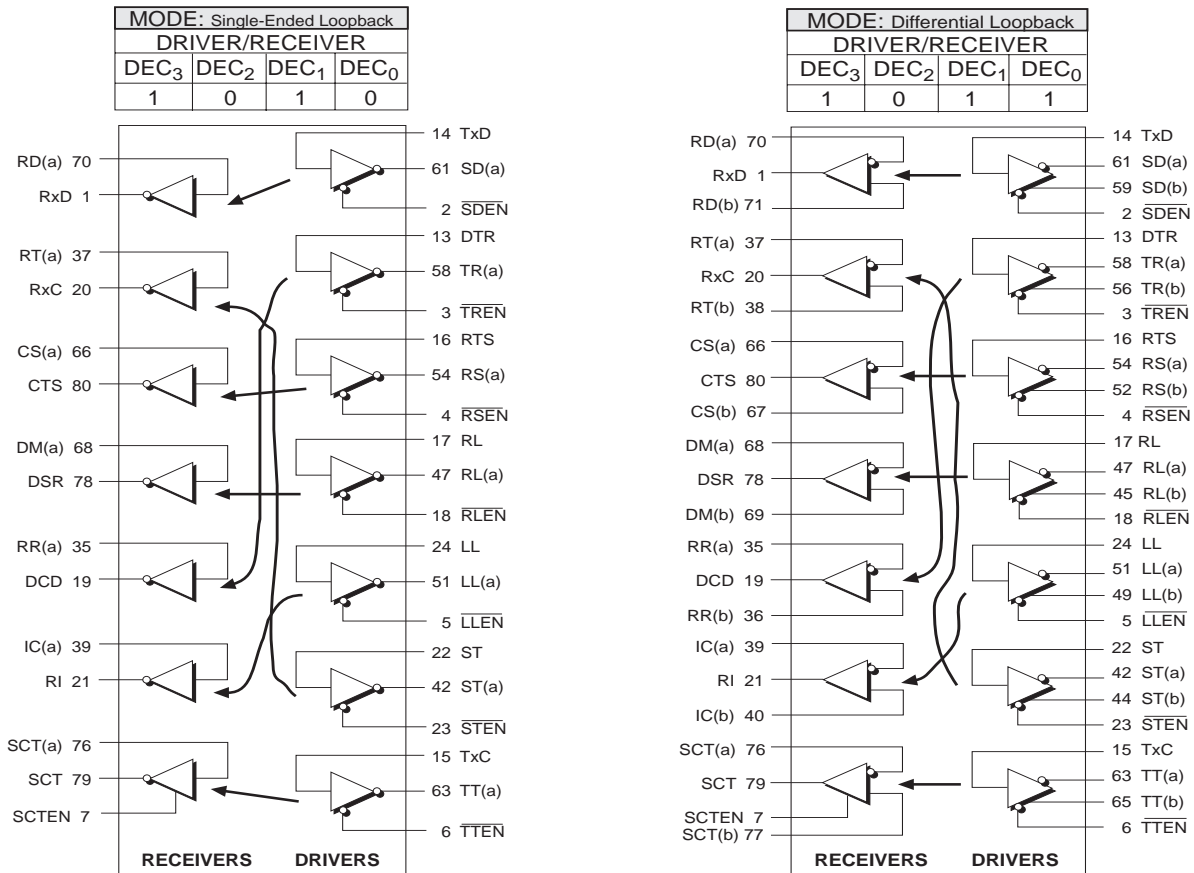 MODE: Single-Ended Loopback
DRIVER/RECEIVER
DEC3 DEC2 DEC1 DEC0
1 0 1 0
14 TxD
RD(a) 70
61 SD(a)
RxD 1
2 SDEN
13 DTR
RT(a) 37
58 TR(a)
RxC 20
3 TREN
16 RTS
CS(a) 66
54 RS(a)
CTS 80
4 RSEN
17 RL
DM(a) 68
47 RL(a)
DSR 78
18 RLEN
24 LL
RR(a) 35
51 LL(a)
DCD 19
5 LLEN
IC(a) 39
22 ST
RI 21
42 ST(a)
23 STEN
SCT(a) 76
15 TxC
SCT 79
63 TT(a)
SCTEN 7
6 TTEN
RECEIVERS DRIVERS
MODE: Differential Loopback
DRIVER/RECEIVER
DEC3 DEC2 DEC1 DEC0
1 0 1 1
14 TxD
RD(a) 70
61 SD(a)
RxD 1
59 SD(b)
RD(b) 71
2 SDEN
13 DTR
RT(a) 37
58 TR(a)
RxC 20
56 TR(b)
RT(b) 38
3 TREN
16 RTS
CS(a) 66
54 RS(a)
CTS 80
52 RS(b)
CS(b) 67
4 RSEN
17 RL
DM(a) 68
47 RL(a)
DSR 78
45 RL(b)
DM(b) 69
18 RLEN
24 LL
RR(a) 35
51 LL(a)
DCD 19
49 LL(b)
RR(b) 36
5 LLEN
IC(a) 39
22 ST
RI 21
42 ST(a)
44 ST(b)
IC(b) 40
23 STEN
SCT(a) 76
15 TxC
SCT 79
63 TT(a)
65 TT(b)
SCTEN 7
6 TTEN
SCT(b) 77
RECEIVERS DRIVERS